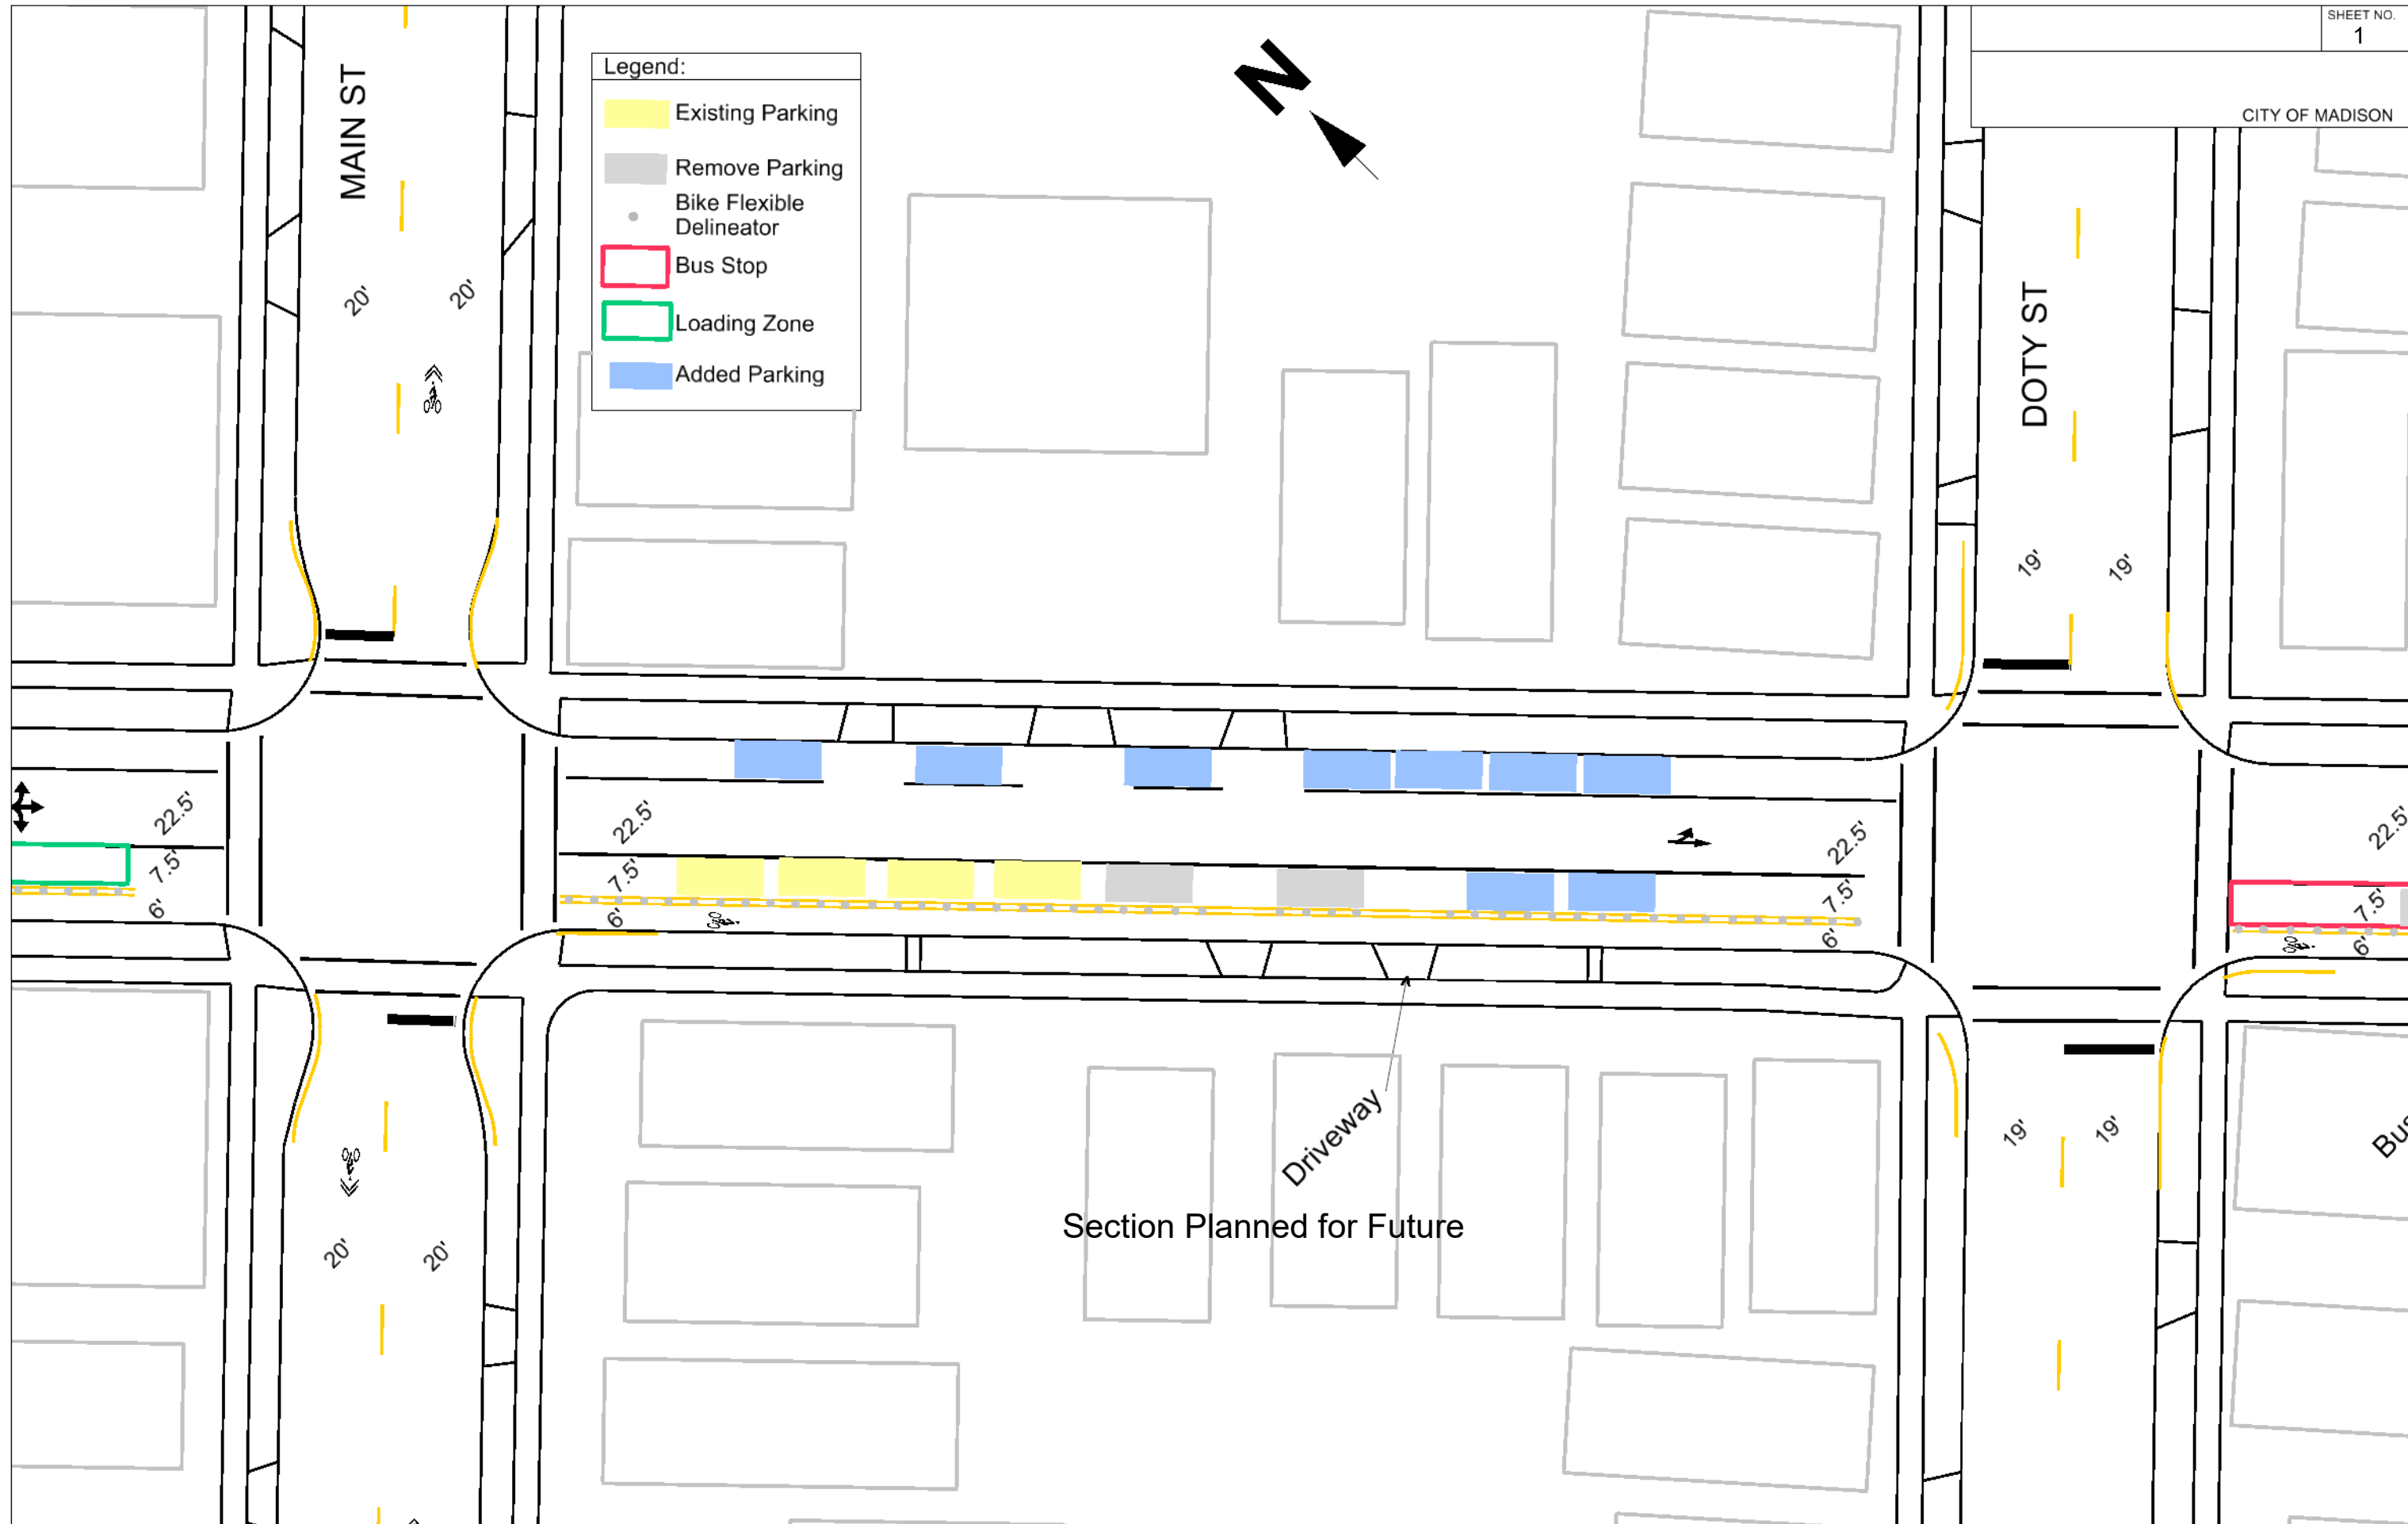 SHEET NO.
1
CITY OF MADISON
N
MAIN ST
Legend:
Existing Parking
Remove Parking
Bike Flexible
Delineator
Bus Stop
Loading Zone
Added Parking
20'
20'
DOTY ST
19'
19'
22.5'
7.5'
6'
22.5'
7.5'
6'
22.5'
7.5'
6'
22.5'
7.5'
6'
20'
20'
Driveway
Section Planned for Future
19'
19'